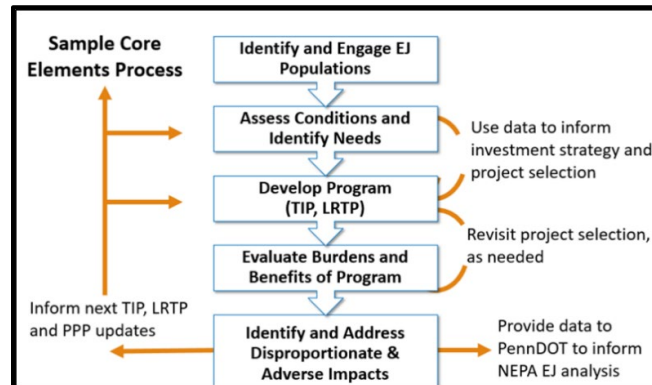 Sample Core
Elements Process
Identify and Engage EJ
Populations
Assess Conditions and
Identify Needs
Use data to inform
investment strategy and
project selection
Develop Program
(TIP, LRTP)
Revisit project selection,
as needed
Evaluate Burdens and
Benefits of Program
Inform next TIP, LRTP
and PPP updates
Identify and Address
Disproportionate &
Adverse Impacts
Provide data to
PennDOT to inform
NEPA EJ analysis